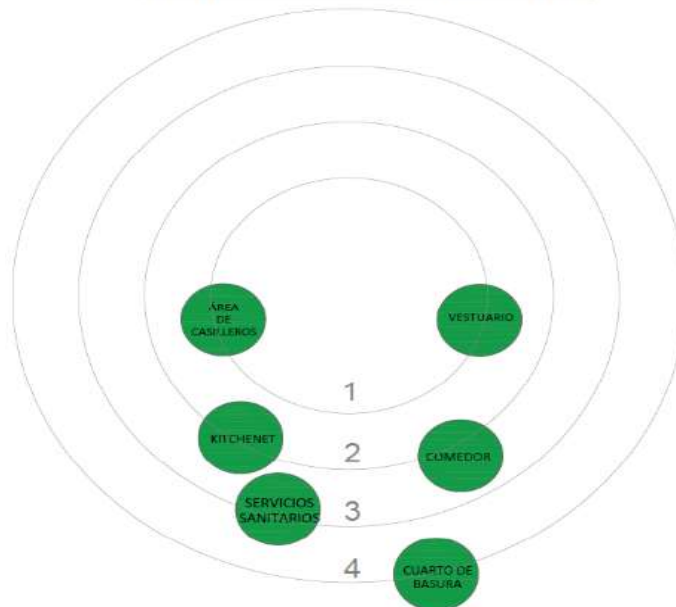 ÁREA
DE
CASILLEROS
VESTUARIO
1
KITCHENET
2
COMEDOR
SERVICIOS
SANITARIOS
3
4
CUARTO DE
BASURA